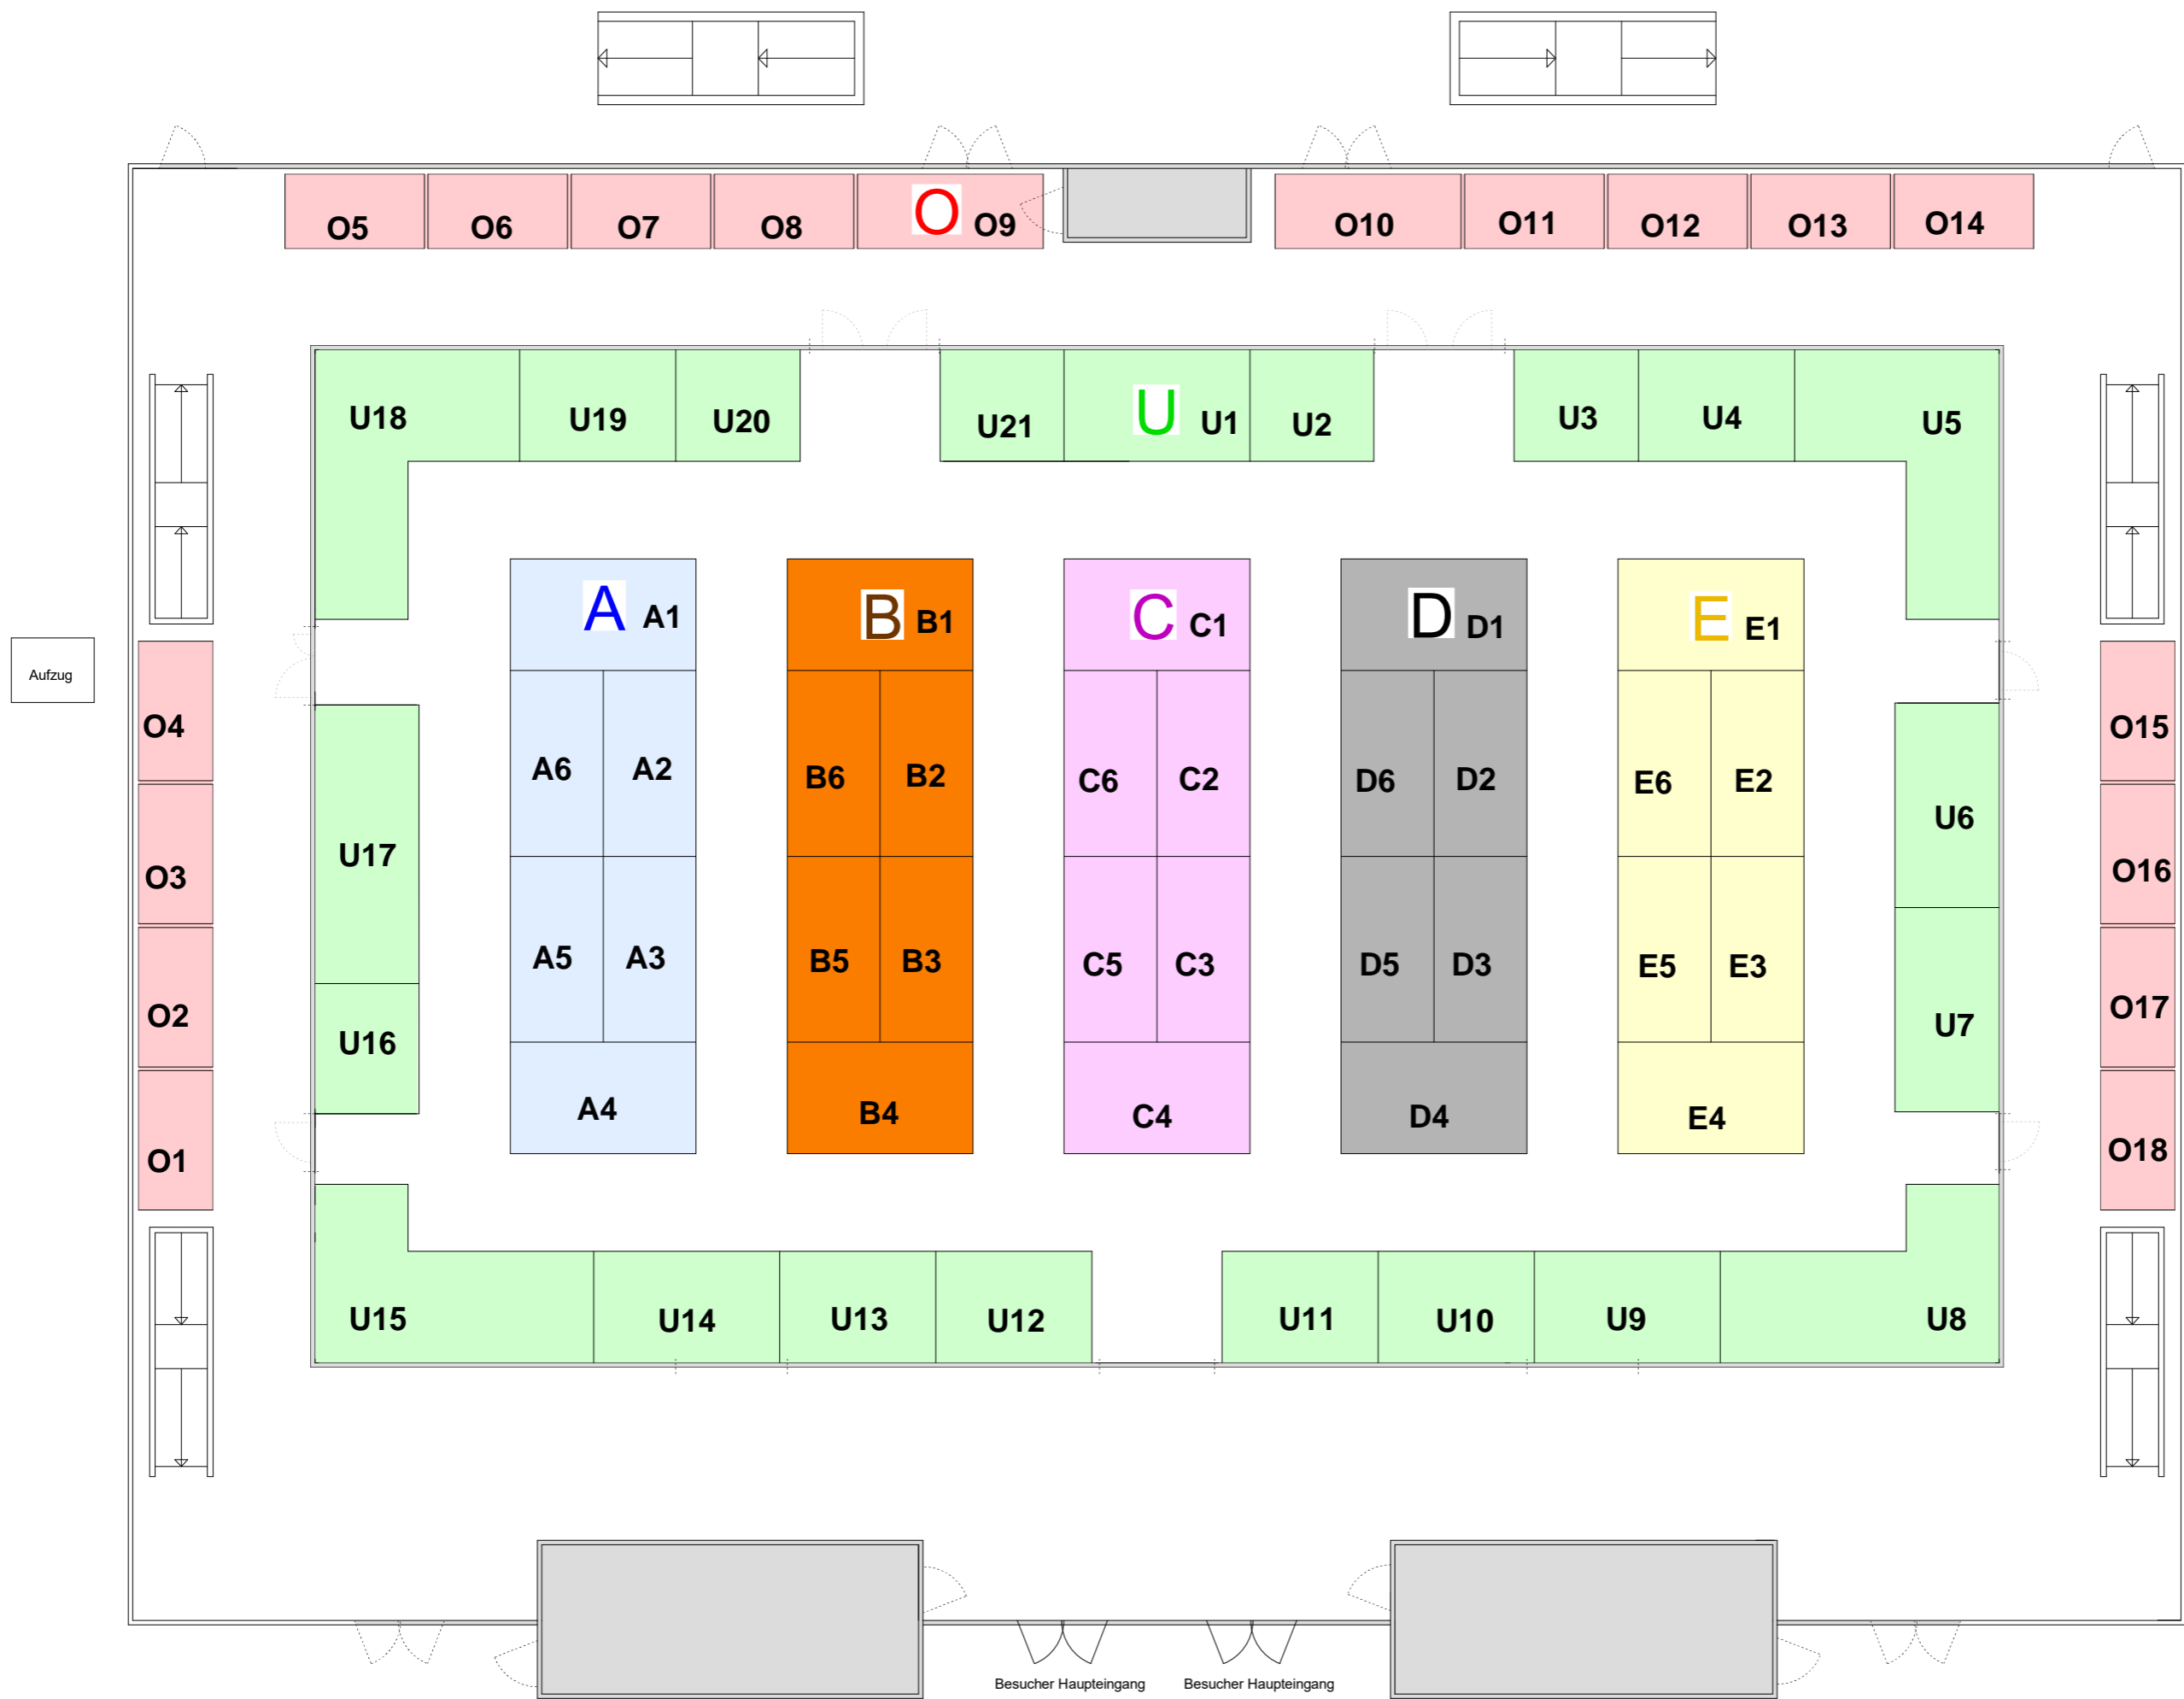 O5 O6 O7 O8 O O9 O10 O11 O12 O13 O14
U18 U19 U20 U21 U U1 U2 U3 U4 U5
A A1 B B1 C C1 D D1 E E1
Aufzug
O4 A6 A2 B6 B2 C6 C2 D6 D2 E6 E2 O15
O3 U17 U6 O16
O2 A5 A3 B5 B3 C5 C3 D5 D3 E5 E3 O17
U16 U7
O1 A4 B4 C4 D4 E4 O18
U15 U14 U13 U12 U11 U10 U9 U8
Besucher Haupteingang Besucher Haupteingang